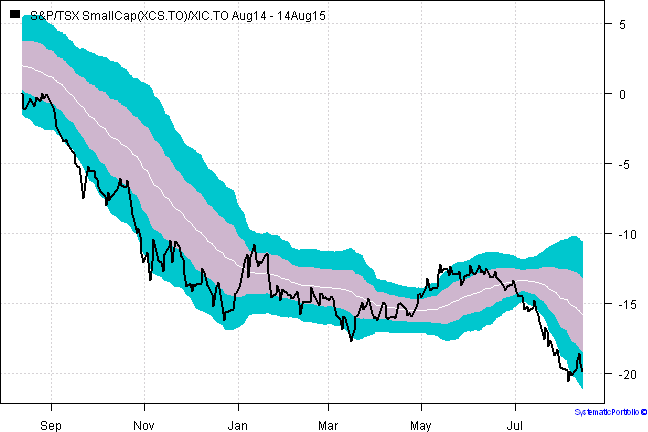 S&P/TSX SmallCap(XCS.TO)/XIC.TO Aug14 - 14Aug15
5
0
-5
-10
-15
-20
Sep Nov Jan Mar May Jul
SystematicPortfolio ©